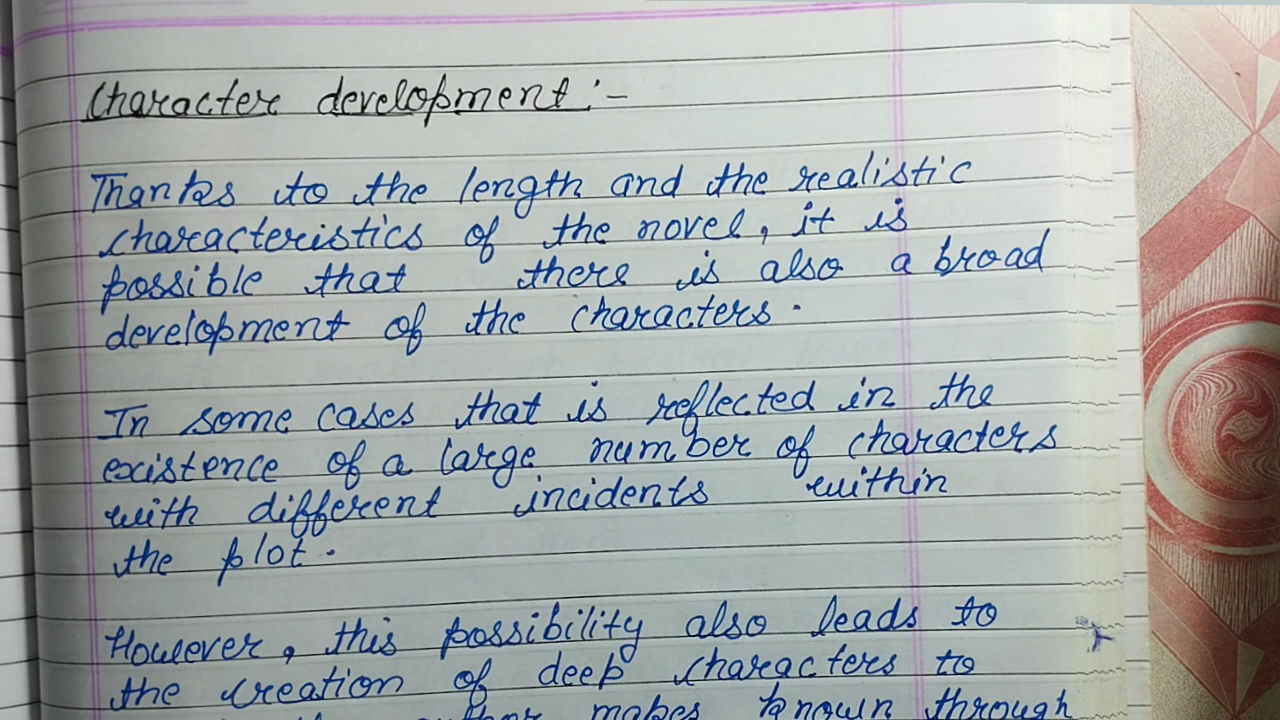 Character development :-
Thanks to the length and the realistic
characteristics of the novel, it is
possible that there is also a broad
development of the characters.
In some cases that is reflected in the
existence of a large number of characters
with different incidents within
the plot.
However, this possibility also leads to
the creation of deep characters to
makes known through